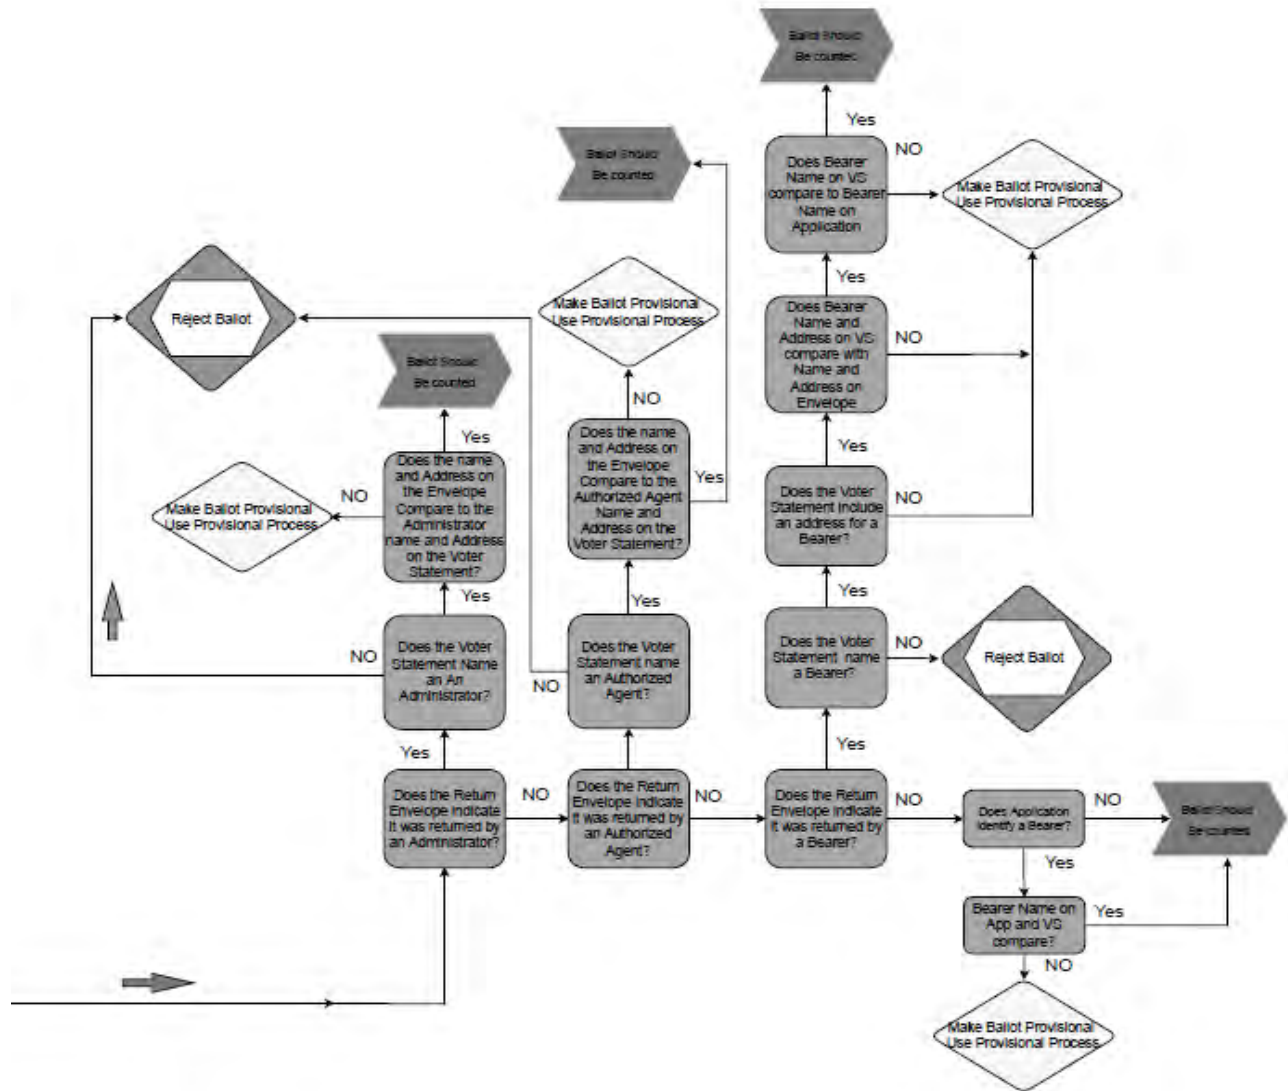 Ballot Should
Be counted
Yes
Does Bearer
Name on VS
compare to Bearer
Name on
Application
NO
Make Ballot Provisional
Use Provisional Process
Ballot Should
Be counted
Yes
Does Bearer
Name and
Address on VS
compare with
Name and
Address on
Envelope
NO
Make Ballot Provisional
Use Provisional Process
Reject Ballot
Ballot Should
Be counted
NO
Yes
Yes
Does the name
and Address on
the Envelope
Compare to the
Administrator
name and Address
on the Voter
Statement?
NO
Make Ballot Provisional
Use Provisional Process
Does the name
and Address on
the Envelope
Compare to the
Authorized Agent
Name and
Address on the
Voter Statement?
Yes
Does the Voter
Statement include
an address for a
Bearer?
NO
Yes
Yes
Yes
NO
Does the Voter
Statement Name
an An
Administrator?
NO
Does the Voter
Statement name
an Authorized
Agent?
Does the Voter
Statement name
a Bearer?
NO
Reject Ballot
Yes
Yes
Does the Return
Envelope Indicate
It was returned by
an Administrator?
NO
Does the Return
Envelope Indicate
It was returned by
an Authorized
Agent?
NO
Does the Return
Envelope Indicate
It was returned by
a Bearer?
NO
Does Application
Identify a Bearer?
NO
Ballot Should
Be counted
Yes
Bearer Name on
App and VS
compare?
Yes
NO
Make Ballot Provisional
Use Provisional Process